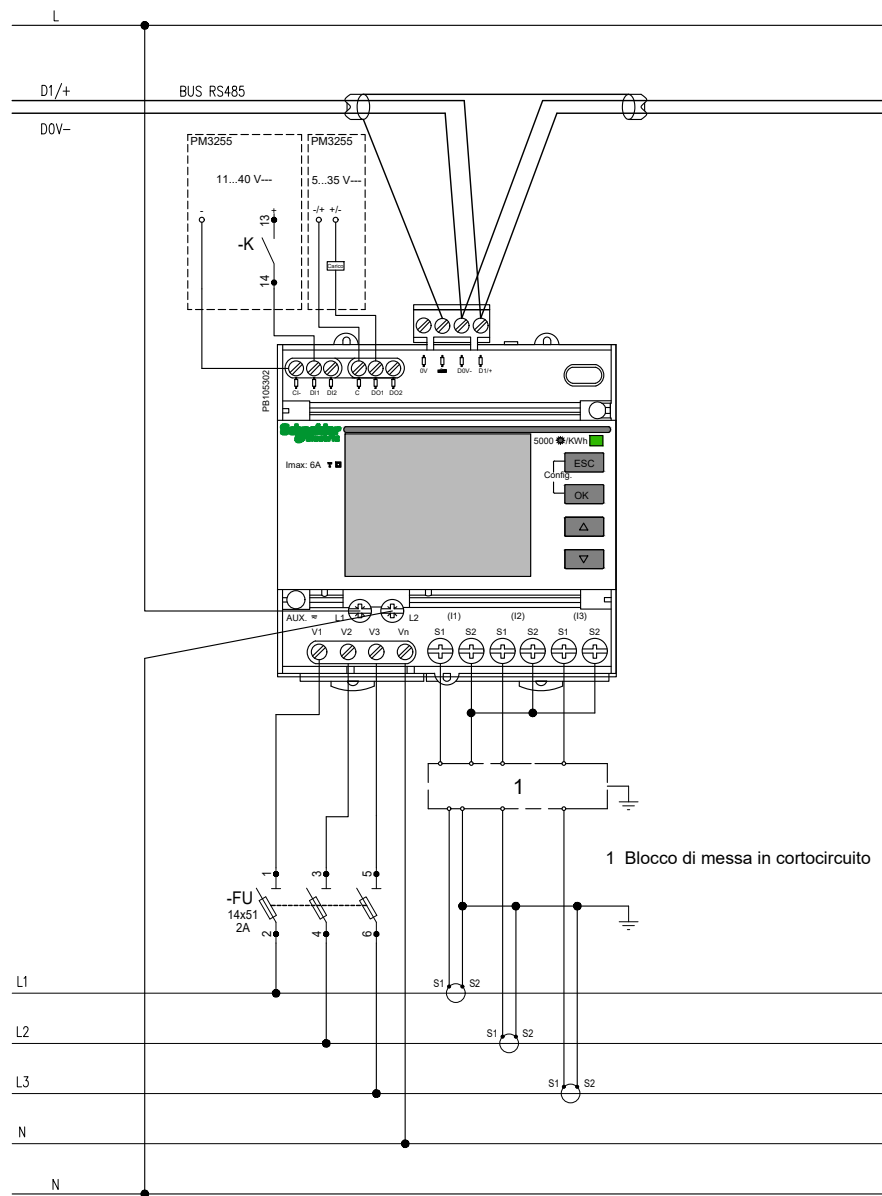 L
D1/+ BUS RS485
D0V-
PM3255 PM3255
11...40 V--- 5...35 V---
- + -/+ +/-
13
-K
14
Carico
0V D0V- D1/+
CI- DI1 DI2 C DO1 DO2
PB105302
Schneider
Electric
5000 /KWh
Imax: 6A
ESC
Config.
OK
AUX. L1 L2 (I1) (I2) (I3)
V1 V2 V3 Vn S1 S2 S1 S2 S1 S2
1
1 Blocco di messa in cortocircuito
1 3 5
-FU
14x51
2A
2 4 6
L1 S1 S2
L2 S1 S2
L3 S1 S2
N
N